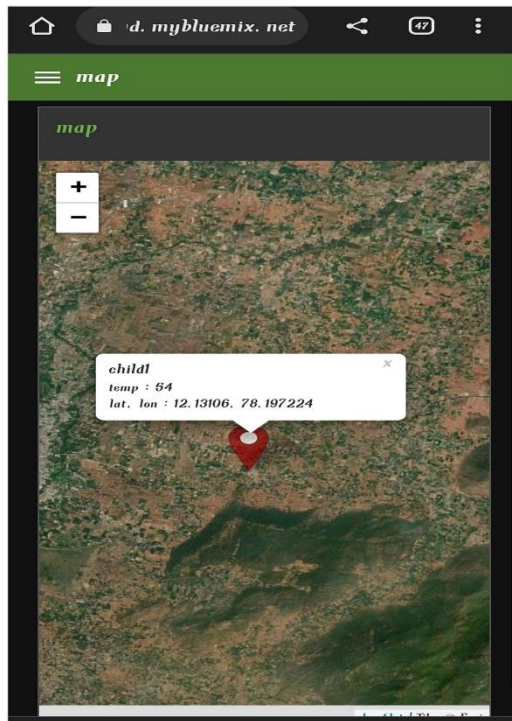 d. mybluemix. net
47
map
map
+
−
child1
×
temp : 54
lat. lon : 12.13106, 78.197224